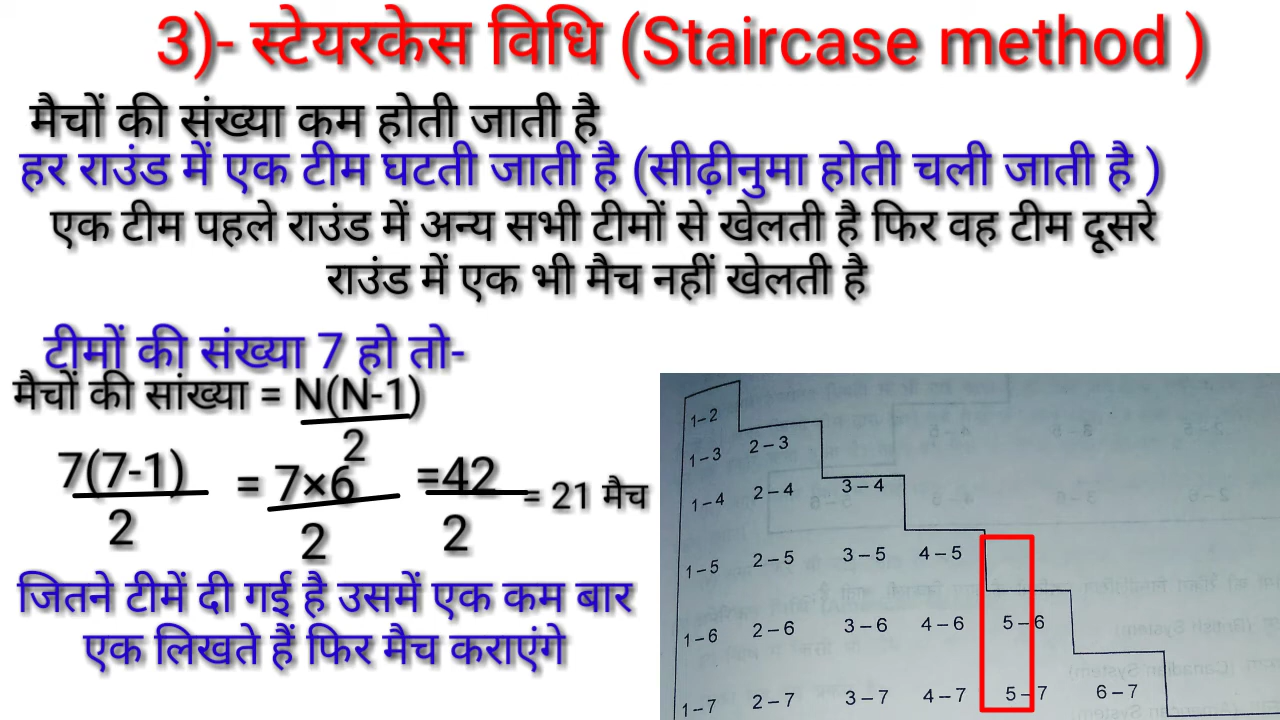 3)- स्टेयरकेस विधि (Staircase method )
मैचों की संख्या कम होती जाती है
हर राउंड में एक टीम घटती जाती है (सीढ़ीनुमा होती चली जाती है )
एक टीम पहले राउंड में अन्य सभी टीमों से खेलती है फिर वह टीम दूसरे
राउंड में एक भी मैच नहीं खेलती है
टीमों की संख्या 7 हो तो-
मैचों की सांख्या = N(N-1)
2
7(7-1) = 7×6 =42 = 21 मैच
2 2 2
जितने टीमें दी गई है उसमें एक कम बार
एक लिखते हैं फिर मैच कराएंगे
1–2
1–3 2–3
1–4 2–4 3–4
1–5 2–5 3–5 4–5
1–6 2–6 3–6 4–6 5–6
1–7 2–7 3–7 4–7 5–7 6–7